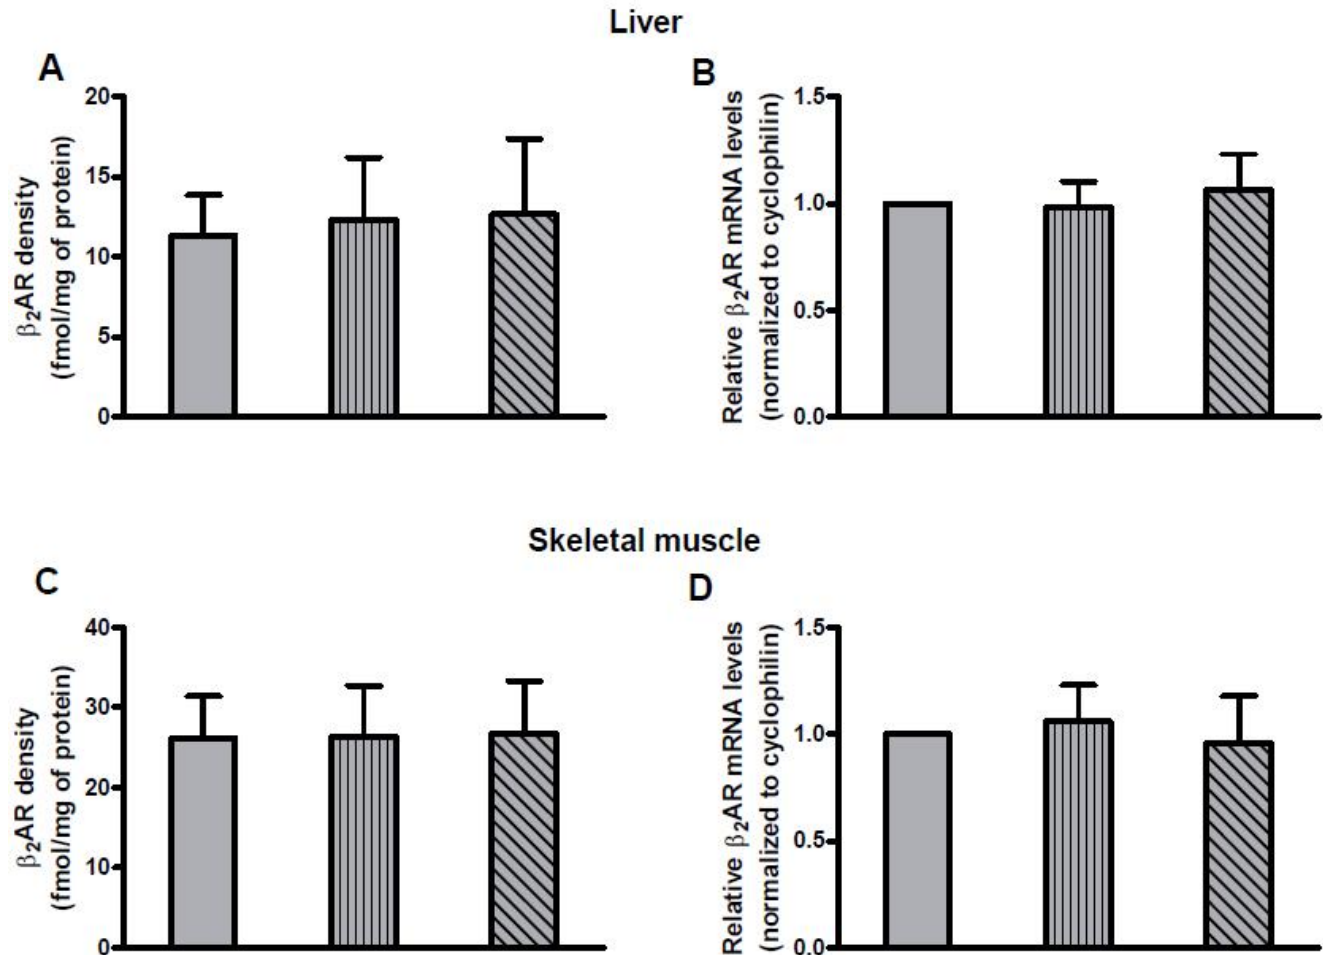 Liver
A
β2AR density
(fmol/mg of protein)
20
15
10
5
0
B
Relative β2AR mRNA levels
(normalized to cyclophilin)
1.5
1.0
0.5
0.0
Skeletal muscle
C
β2AR density
(fmol/mg of protein)
40
30
20
10
0
D
Relative β2AR mRNA levels
(normalized to cyclophilin)
1.5
1.0
0.5
0.0